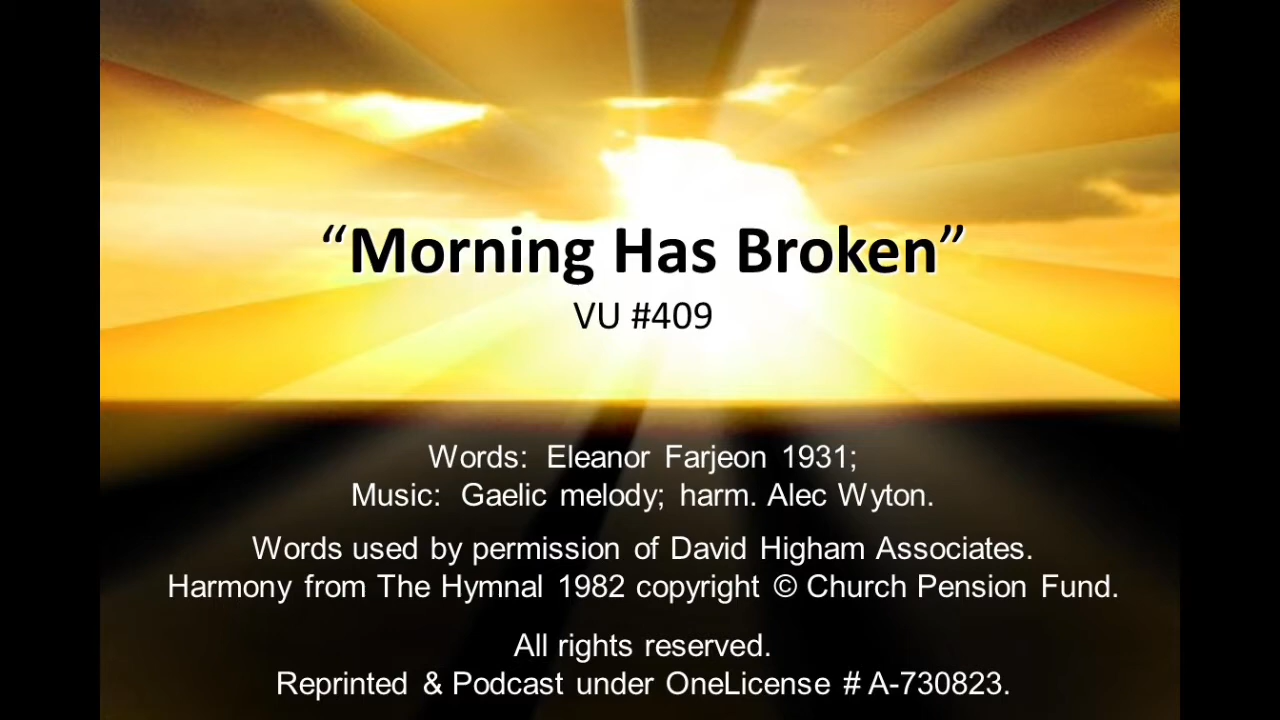 “Morning Has Broken”
VU #409
Words: Eleanor Farjeon 1931;
Music: Gaelic melody; harm. Alec Wyton.
Words used by permission of David Higham Associates.
Harmony from The Hymnal 1982 copyright © Church Pension Fund.
All rights reserved.
Reprinted & Podcast under OneLicense # A-730823.